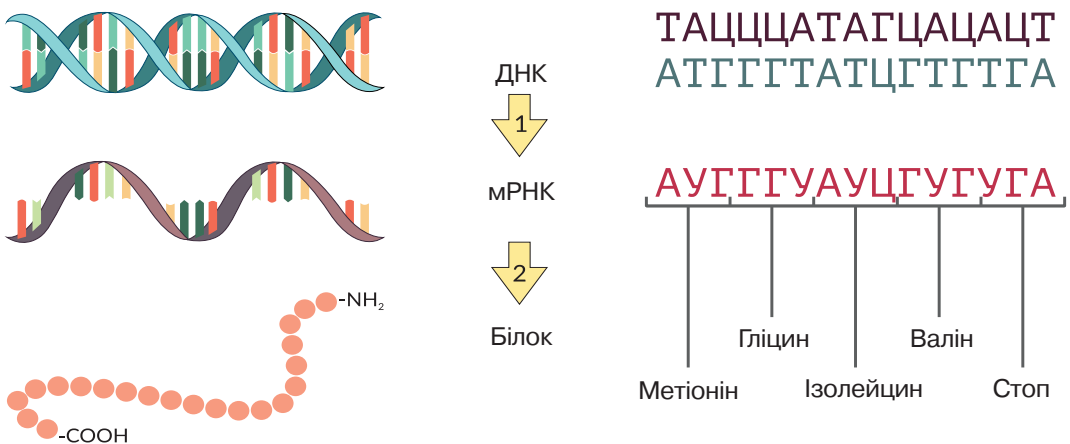 ТАЦЦЦАТАГЦАЦАЦТ
АТГГГТАТЦГТГТГА
ДНК
1
мРНК
АУГГГУАУЦГУГУГА
2
-NH₂
Білок
Гліцин
Валін
Метіонін
Ізолейцин
Стоп
-COOH